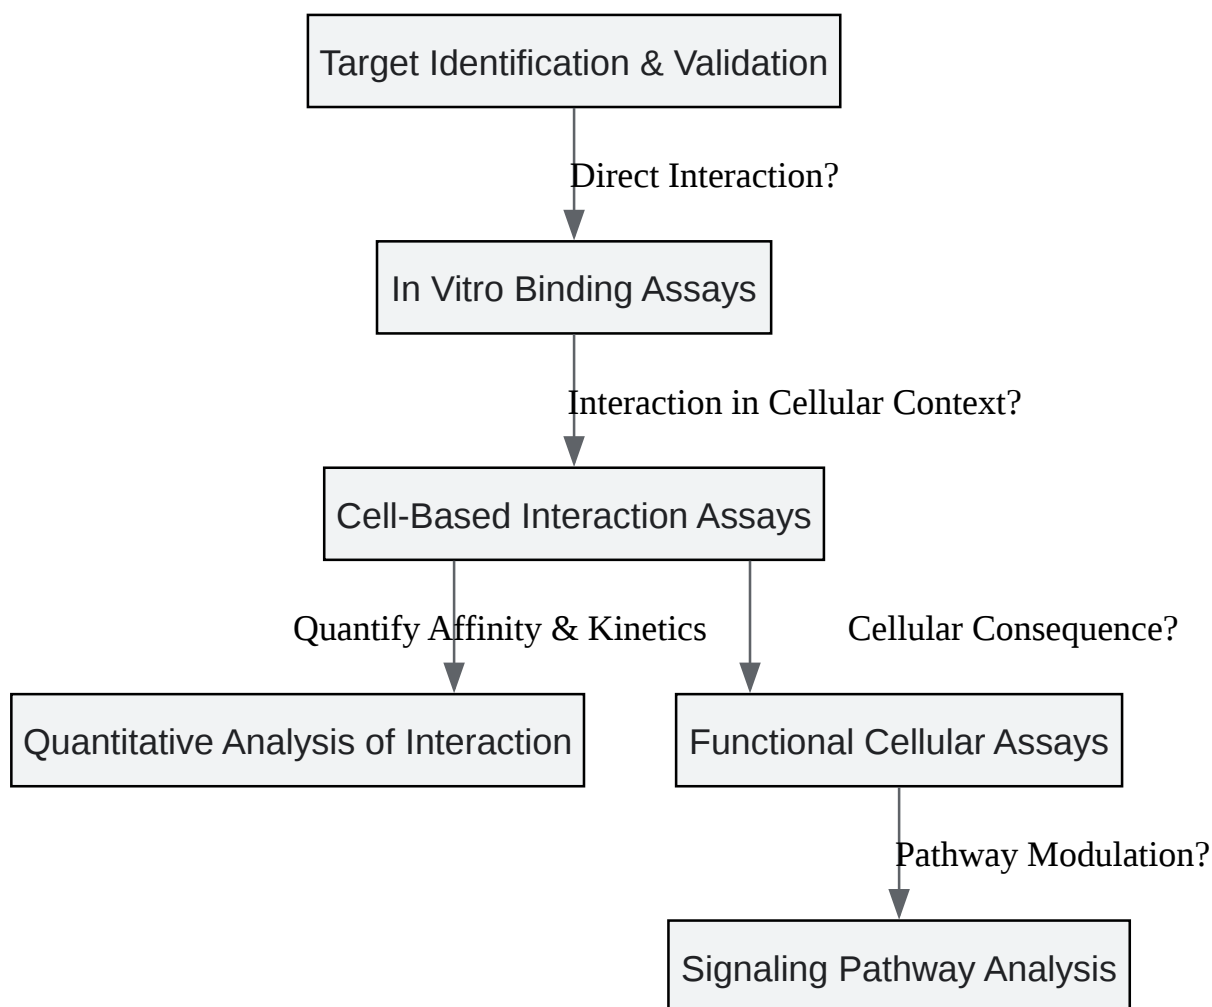 Target Identification & Validation
Direct Interaction?
In Vitro Binding Assays
Interaction in Cellular Context?
Cell-Based Interaction Assays
Quantify Affinity & Kinetics
Cellular Consequence?
Quantitative Analysis of Interaction
Functional Cellular Assays
Pathway Modulation?
Signaling Pathway Analysis